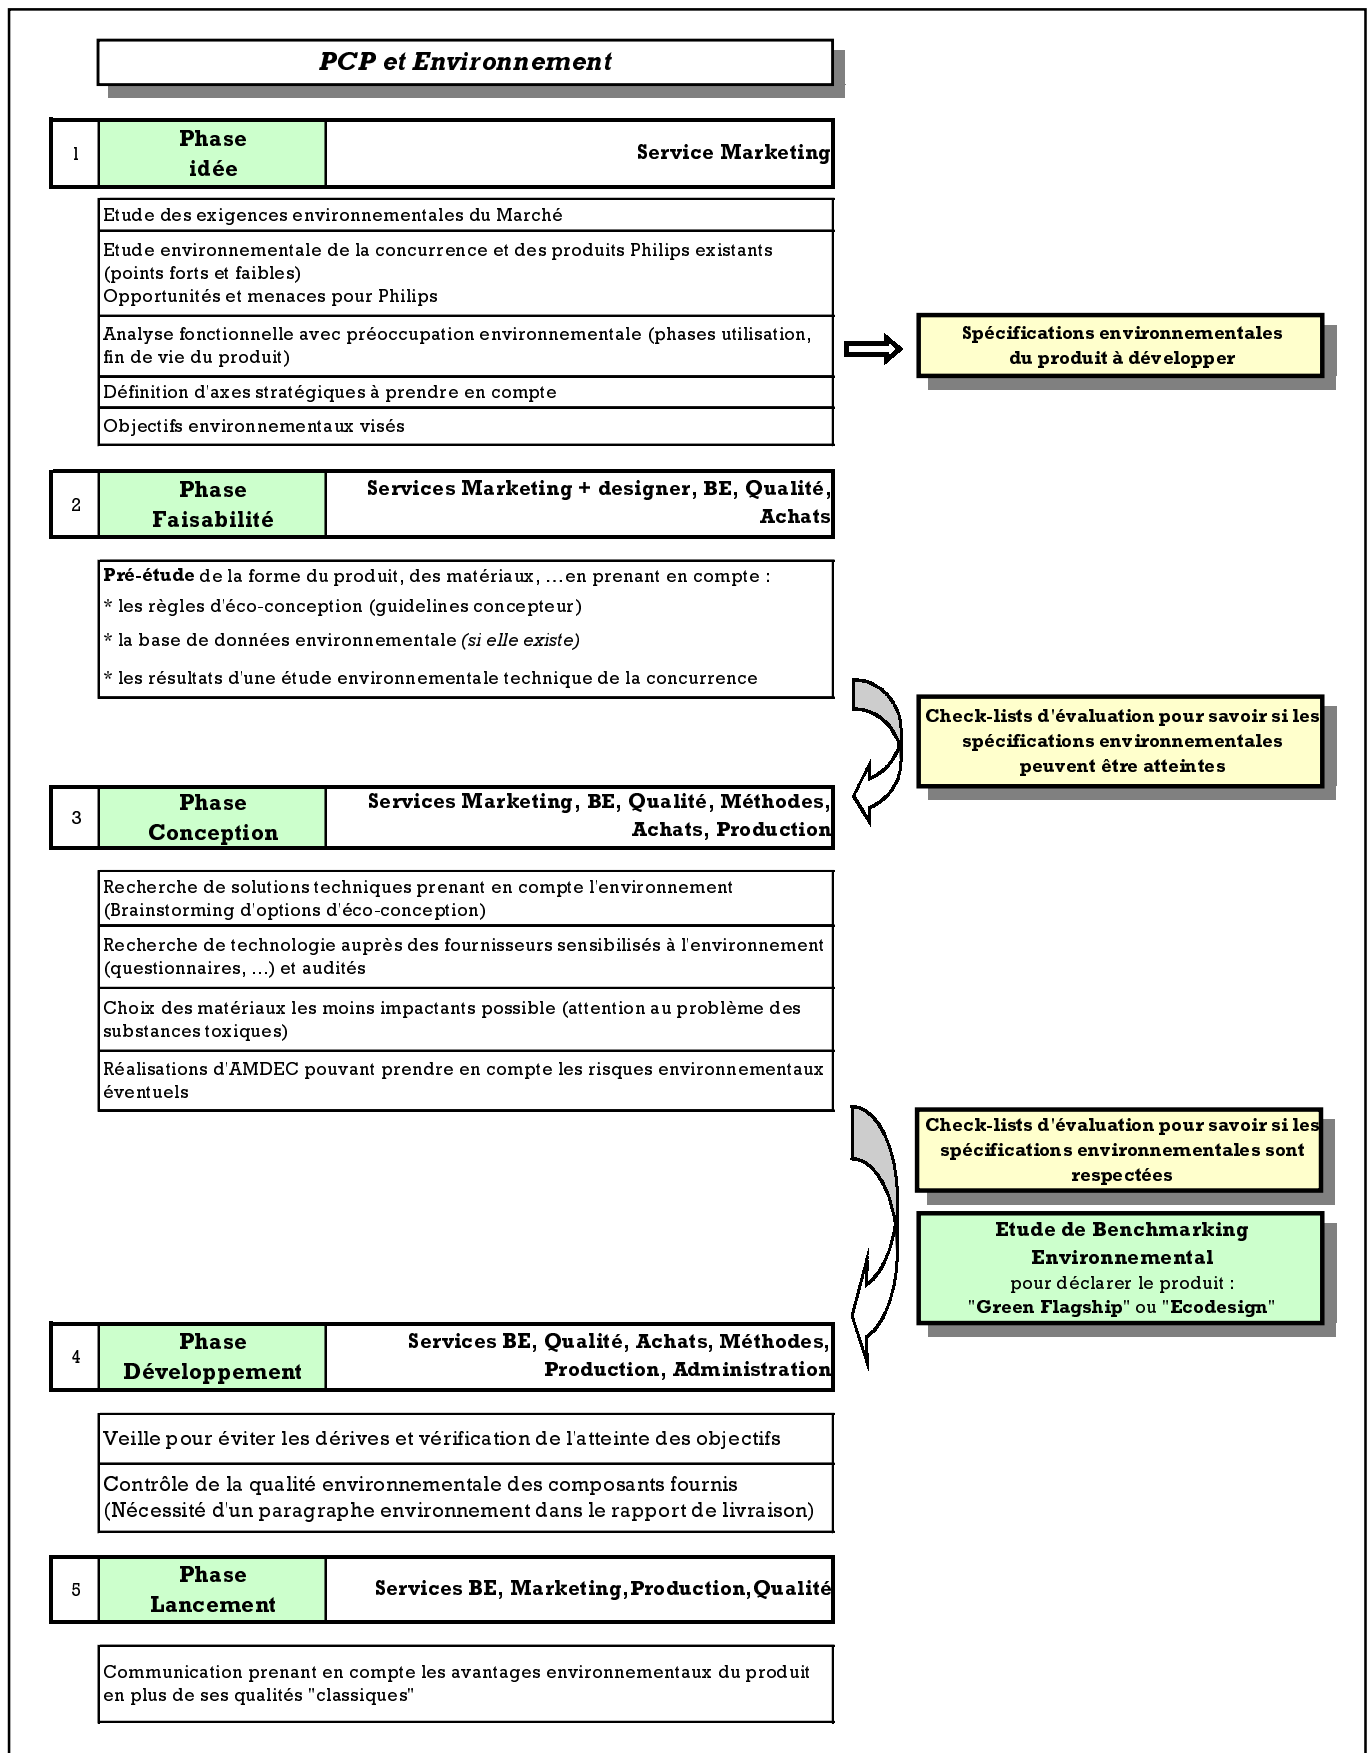 PCP et Environnement
1
Phase
idée
Service Marketing
Etude des exigences environnementales du Marché
Etude environnementale de la concurrence et des produits Philips existants
(points forts et faibles)
Opportunités et menaces pour Philips
Analyse fonctionnelle avec préoccupation environnementale (phases utilisation,
fin de vie du produit)
Définition d'axes stratégiques à prendre en compte
Objectifs environnementaux visés
Spécifications environnementales
du produit à développer
2
Phase
Faisabilité
Services Marketing + designer, BE, Qualité,
Achats
Pré-étude de la forme du produit, des matériaux, ...en prenant en compte :
* les règles d'éco-conception (guidelines concepteur)
* la base de données environnementale (si elle existe)
* les résultats d'une étude environnementale technique de la concurrence
Check-lists d'évaluation pour savoir si les
spécifications environnementales
peuvent être atteintes
3
Phase
Conception
Services Marketing, BE, Qualité, Méthodes,
Achats, Production
Recherche de solutions techniques prenant en compte l'environnement
(Brainstorming d'options d'éco-conception)
Recherche de technologie auprès des fournisseurs sensibilisés à l'environnement
(questionnaires, ...) et audités
Choix des matériaux les moins impactants possible (attention au problème des
substances toxiques)
Réalisations d'AMDEC pouvant prendre en compte les risques environnementaux
éventuels
Check-lists d'évaluation pour savoir si les
spécifications environnementales sont
respectées
Etude de Benchmarking
Environnemental
pour déclarer le produit :
"Green Flagship" ou "Ecodesign"
4
Phase
Développement
Services BE, Qualité, Achats, Méthodes,
Production, Administration
Veille pour éviter les dérives et vérification de l'atteinte des objectifs
Contrôle de la qualité environnementale des composants fournis
(Nécessité d'un paragraphe environnement dans le rapport de livraison)
5
Phase
Lancement
Services BE, Marketing, Production, Qualité
Communication prenant en compte les avantages environnementaux du produit
en plus de ses qualités "classiques"